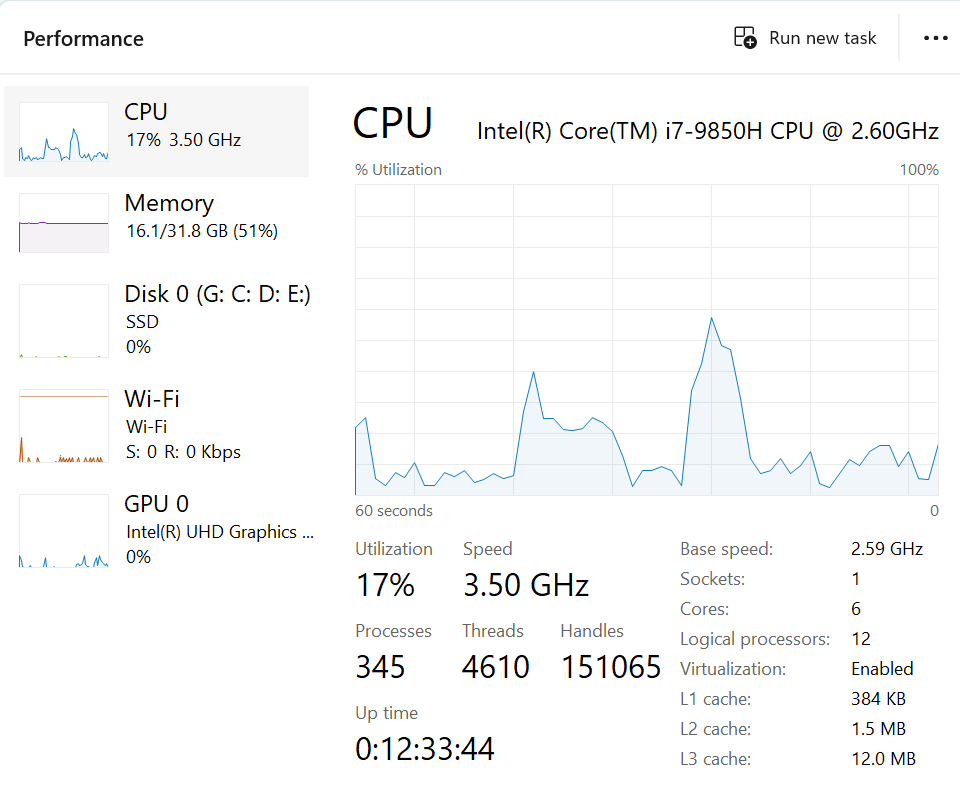 Performance
Run new task
CPU
17% 3.50 GHz
Memory
16.1/31.8 GB (51%)
Disk 0 (G: C: D: E:)
SSD
0%
Wi-Fi
Wi-Fi
S: 0 R: 0 Kbps
GPU 0
Intel(R) UHD Graphics ...
0%
CPU
Intel(R) Core(TM) i7-9850H CPU @ 2.60GHz
% Utilization 100%
60 seconds 0
Utilization Speed
17% 3.50 GHz
Processes Threads Handles
345 4610 151065
Up time
0:12:33:44
Base speed: 2.59 GHz
Sockets: 1
Cores: 6
Logical processors: 12
Virtualization: Enabled
L1 cache: 384 KB
L2 cache: 1.5 MB
L3 cache: 12.0 MB